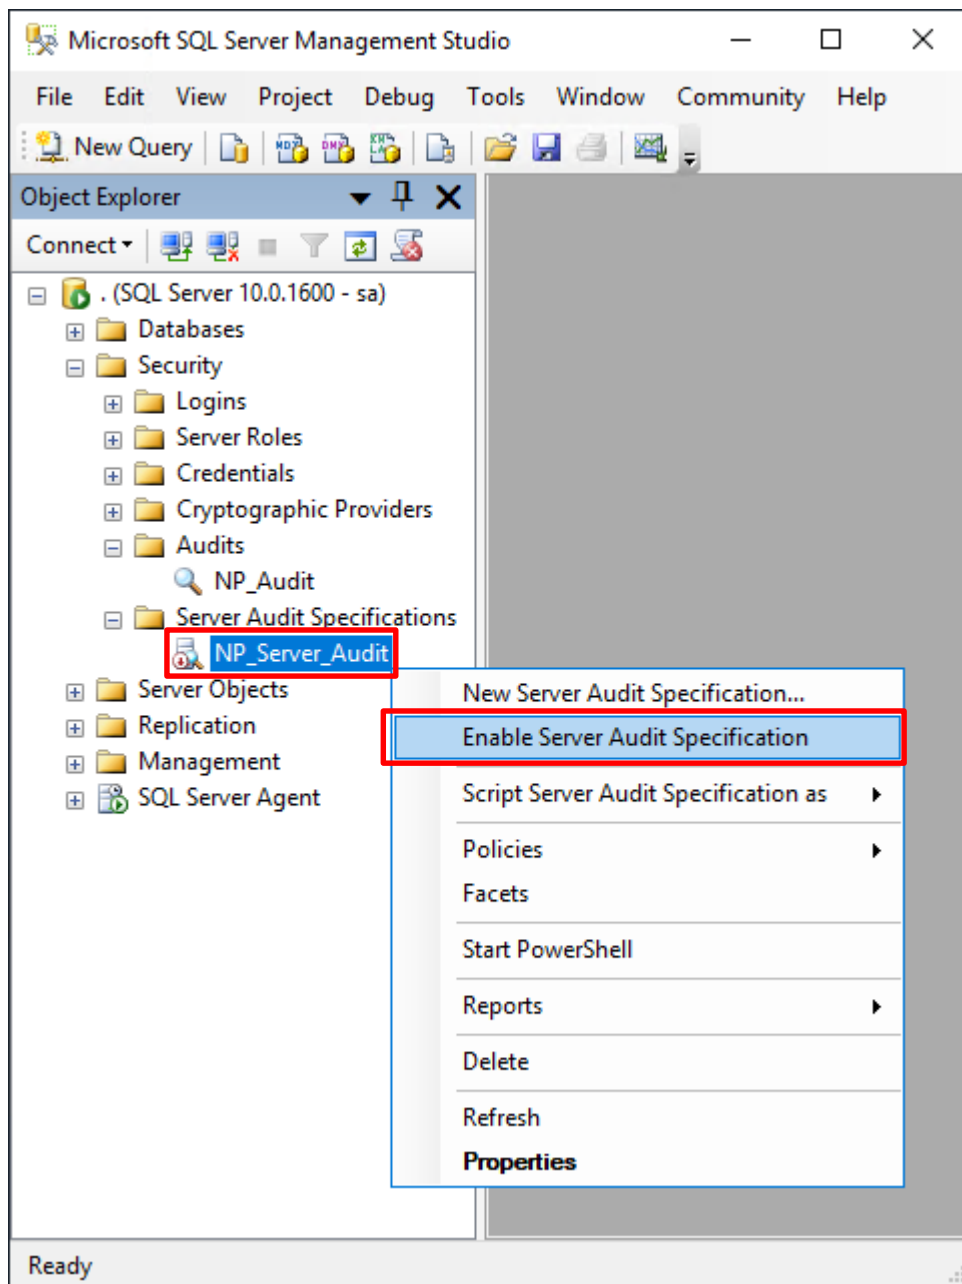 Microsoft SQL Server Management Studio
File Edit View Project Debug Tools Window Community Help
New Query
Object Explorer
Connect
. (SQL Server 10.0.1600 - sa)
Databases
Security
Logins
Server Roles
Credentials
Cryptographic Providers
Audits
NP_Audit
Server Audit Specifications
NP_Server_Audit
Server Objects
Replication
Management
SQL Server Agent
New Server Audit Specification...
Enable Server Audit Specification
Script Server Audit Specification as
Policies
Facets
Start PowerShell
Reports
Delete
Refresh
Properties
Ready